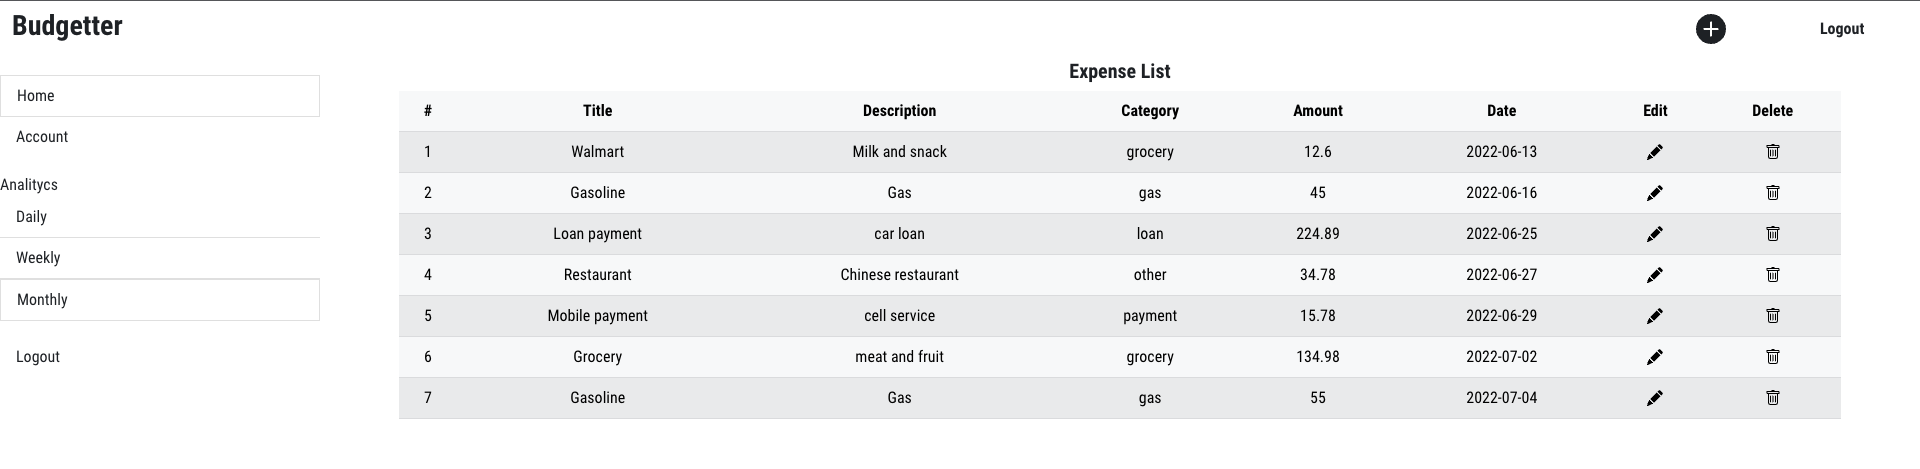 Budgetter
Logout
Home
Account
Analitycs
Daily
Weekly
Monthly
Logout
Expense List
# Title Description Category Amount Date Edit Delete
1 Walmart Milk and snack grocery 12.6 2022-06-13
2 Gasoline Gas gas 45 2022-06-16
3 Loan payment car loan loan 224.89 2022-06-25
4 Restaurant Chinese restaurant other 34.78 2022-06-27
5 Mobile payment cell service payment 15.78 2022-06-29
6 Grocery meat and fruit grocery 134.98 2022-07-02
7 Gasoline Gas gas 55 2022-07-04